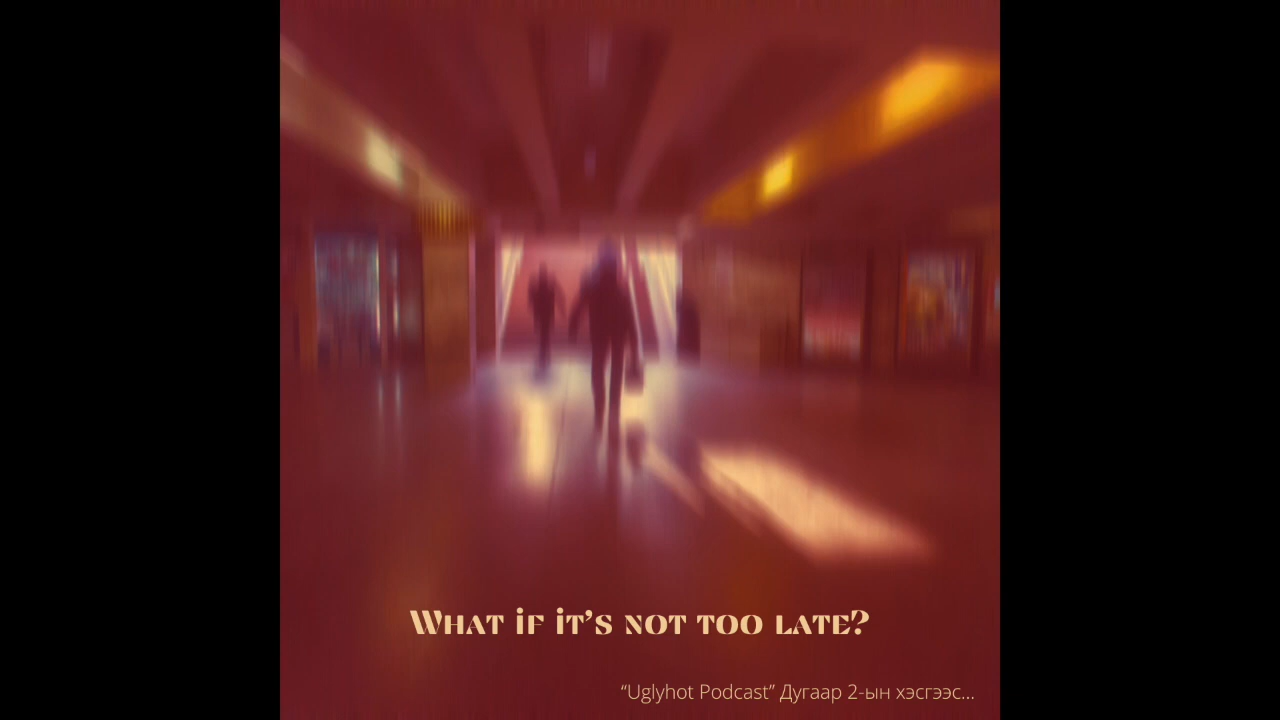 What if it’s not too late?
“Uglyhot Podcast” Дугаар 2-ын хэсгээс...